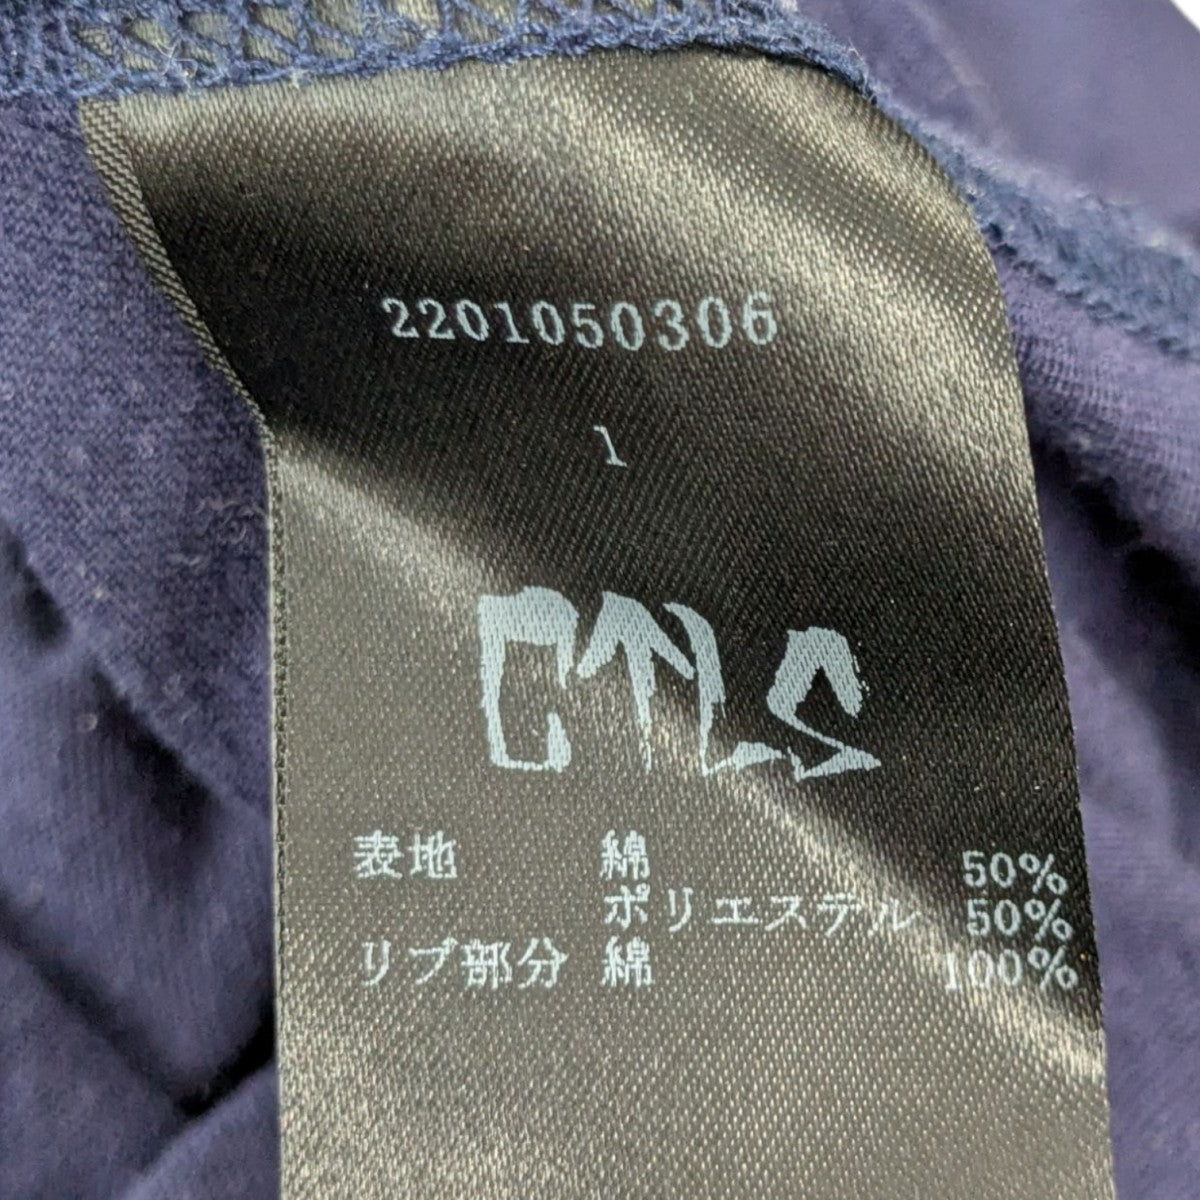 2201050306
1
CTLS
表地 綿 50%
ポリエステル 50%
リブ部分 綿 100%